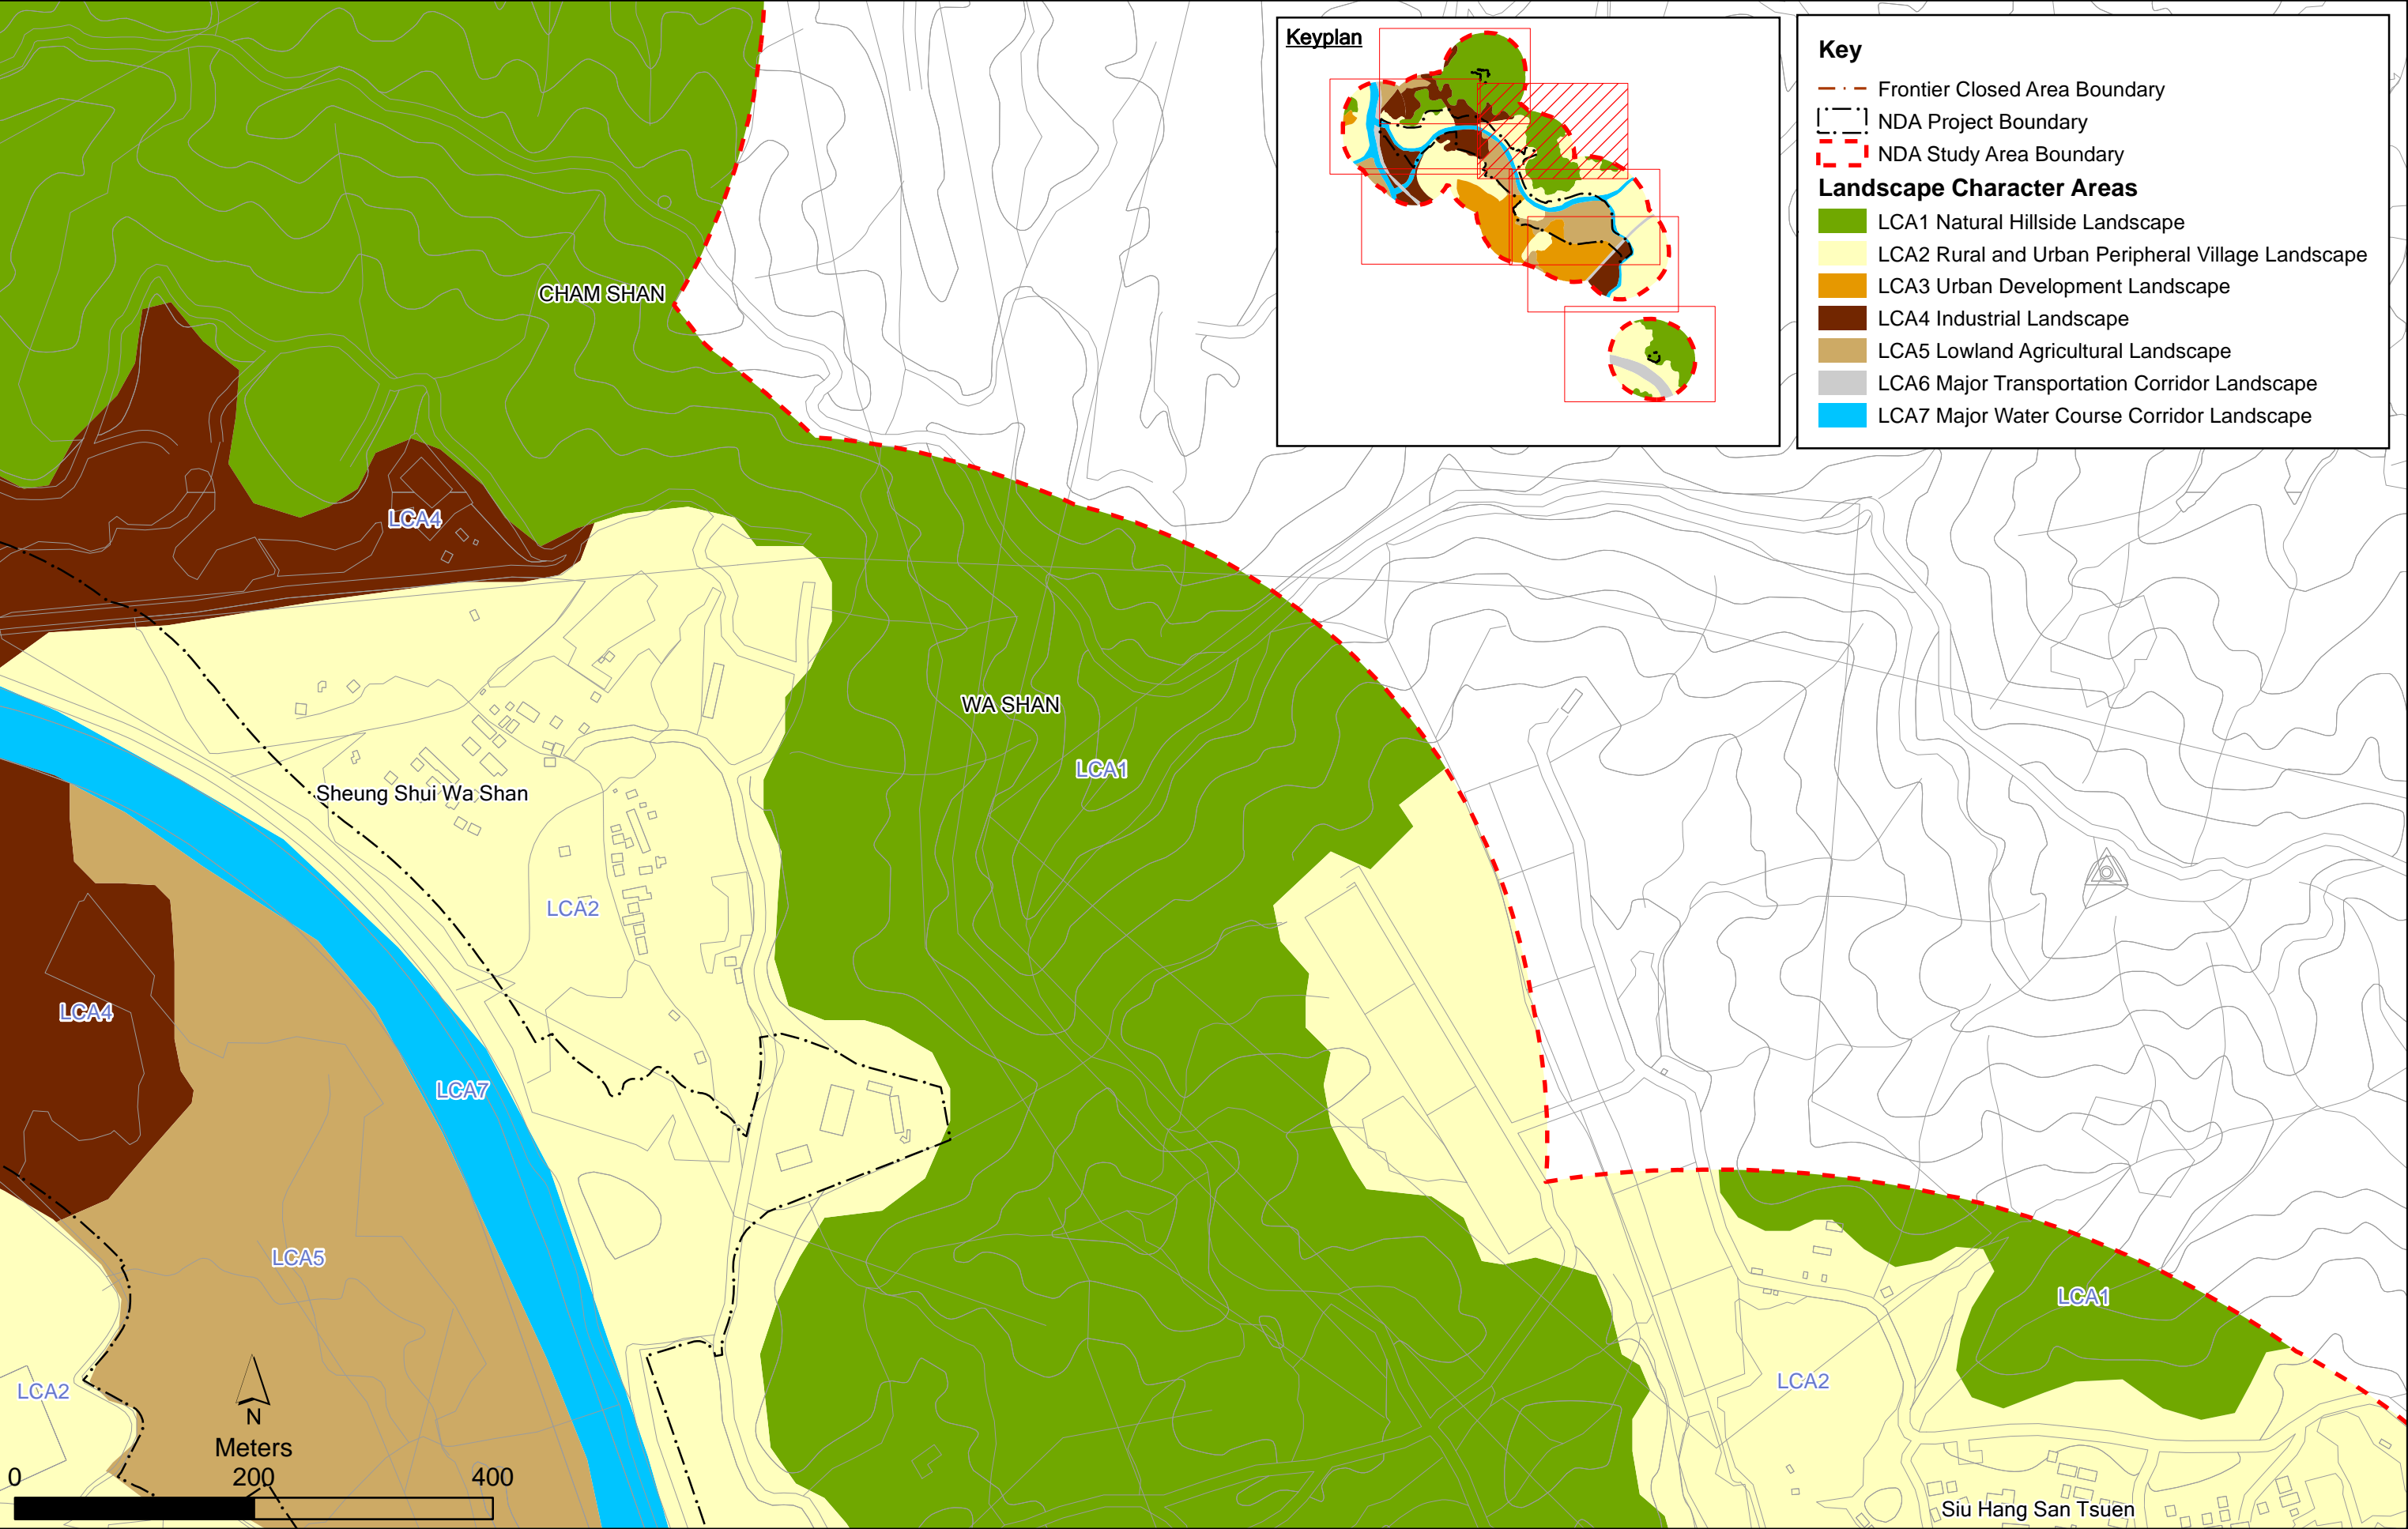 Keyplan
Key
Frontier Closed Area Boundary
NDA Project Boundary
NDA Study Area Boundary
Landscape Character Areas
LCA1 Natural Hillside Landscape
LCA2 Rural and Urban Peripheral Village Landscape
LCA3 Urban Development Landscape
LCA4 Industrial Landscape
LCA5 Lowland Agricultural Landscape
LCA6 Major Transportation Corridor Landscape
LCA7 Major Water Course Corridor Landscape
CHAM SHAN
LCA4
WA SHAN
LCA1
Sheung Shui Wa Shan
LCA2
LCA4
LCA7
LCA5
LCA1
LCA2
LCA2
N
Meters
0 200 400
Siu Hang San Tsuen